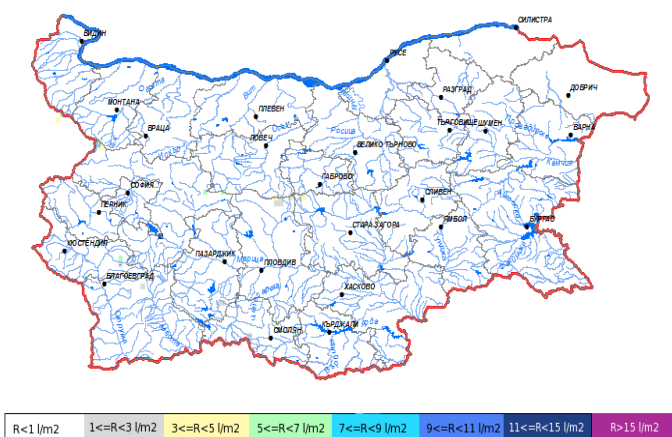 СИЛИСТРА
ВИДИН
РУСЕ
РАЗГРАД
ДОБРИЧ
МОНТАНА
ПЛЕВЕН
ВРАЦА
ТЪРГОВИЩЕ
ШУМЕН
ВАРНА
ЛОВЕЧ
Росица
ВЕЛИКО ТЪРНОВО
Камчия
СОФИЯ
ГАБРОВО
ПЕРНИК
СЛИВЕН
СТАРА ЗАГОРА
ЯМБОЛ
БУРГАС
КЮСТЕНДИЛ
ПАЗАРДЖИК
Марица
ПЛОВДИВ
БЛАГОЕВГРАД
ХАСКОВО
СМОЛЯН
КЪРДЖАЛИ
Арда
R<1 l/m2
1<=R<3 l/m2
3<=R<5 l/m2
5<=R<7 l/m2
7<=R<9 l/m2
9<=R<11 l/m2
11<=R<15 l/m2
R>15 l/m2